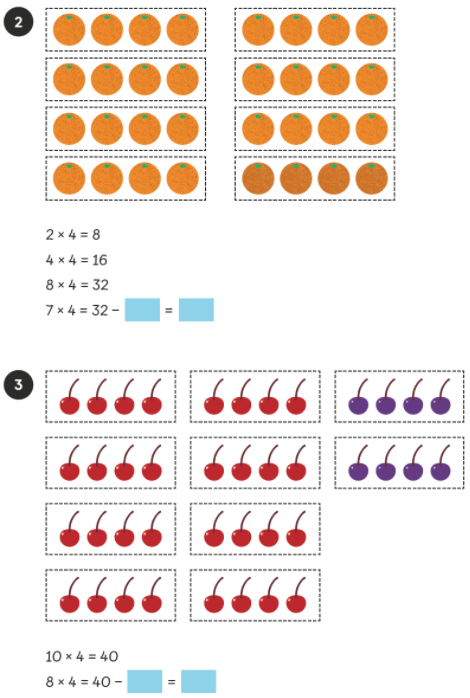 2
2 × 4 = 8
4 × 4 = 16
8 × 4 = 32
7 × 4 = 32 − =
3
10 × 4 = 40
8 × 4 = 40 − =